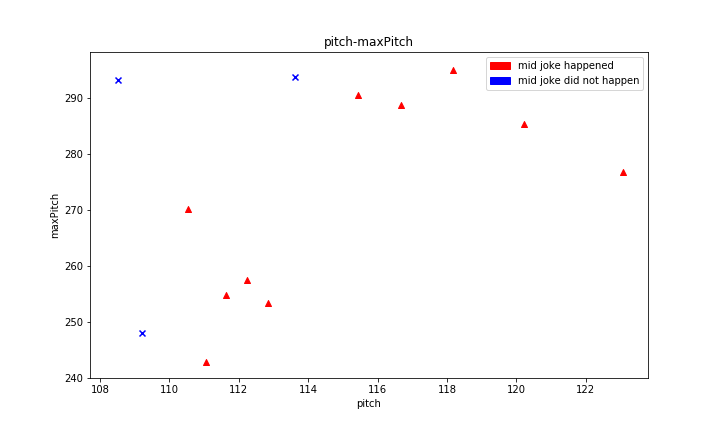 pitch-maxPitch
mid joke happened
mid joke did not happen
290
280
270
260
250
240
maxPitch
108 110 112 114 116 118 120 122
pitch